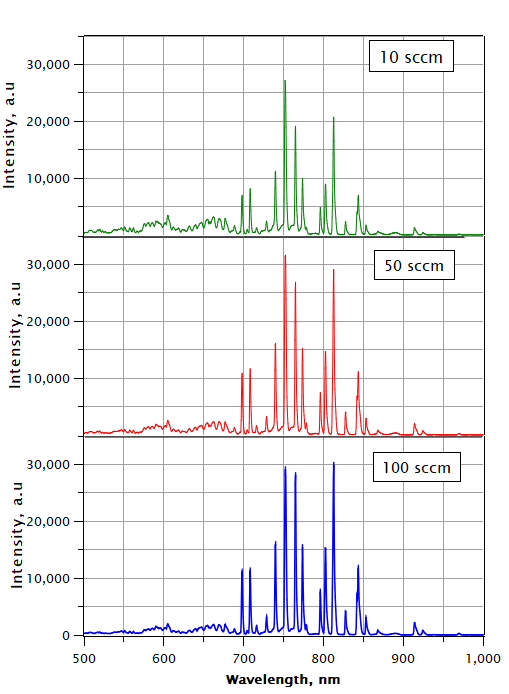 10 sccm
30,000
20,000
10,000
Intensity, a.u
50 sccm
30,000
20,000
10,000
Intensity, a.u
100 sccm
30,000
20,000
10,000
0
Intensity, a.u
500 600 700 800 900 1,000
Wavelength, nm